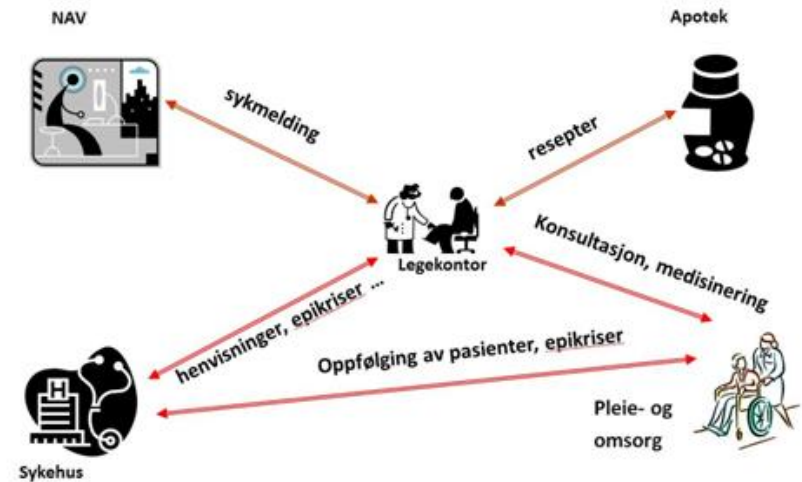 NAV
Apotek
sykmelding
resepter
Legekontor
Konsultasjon, medisinering
henvisninger, epikriser ...
Oppfølging av pasienter, epikriser
Pleie- og
omsorg
H
Sykehus